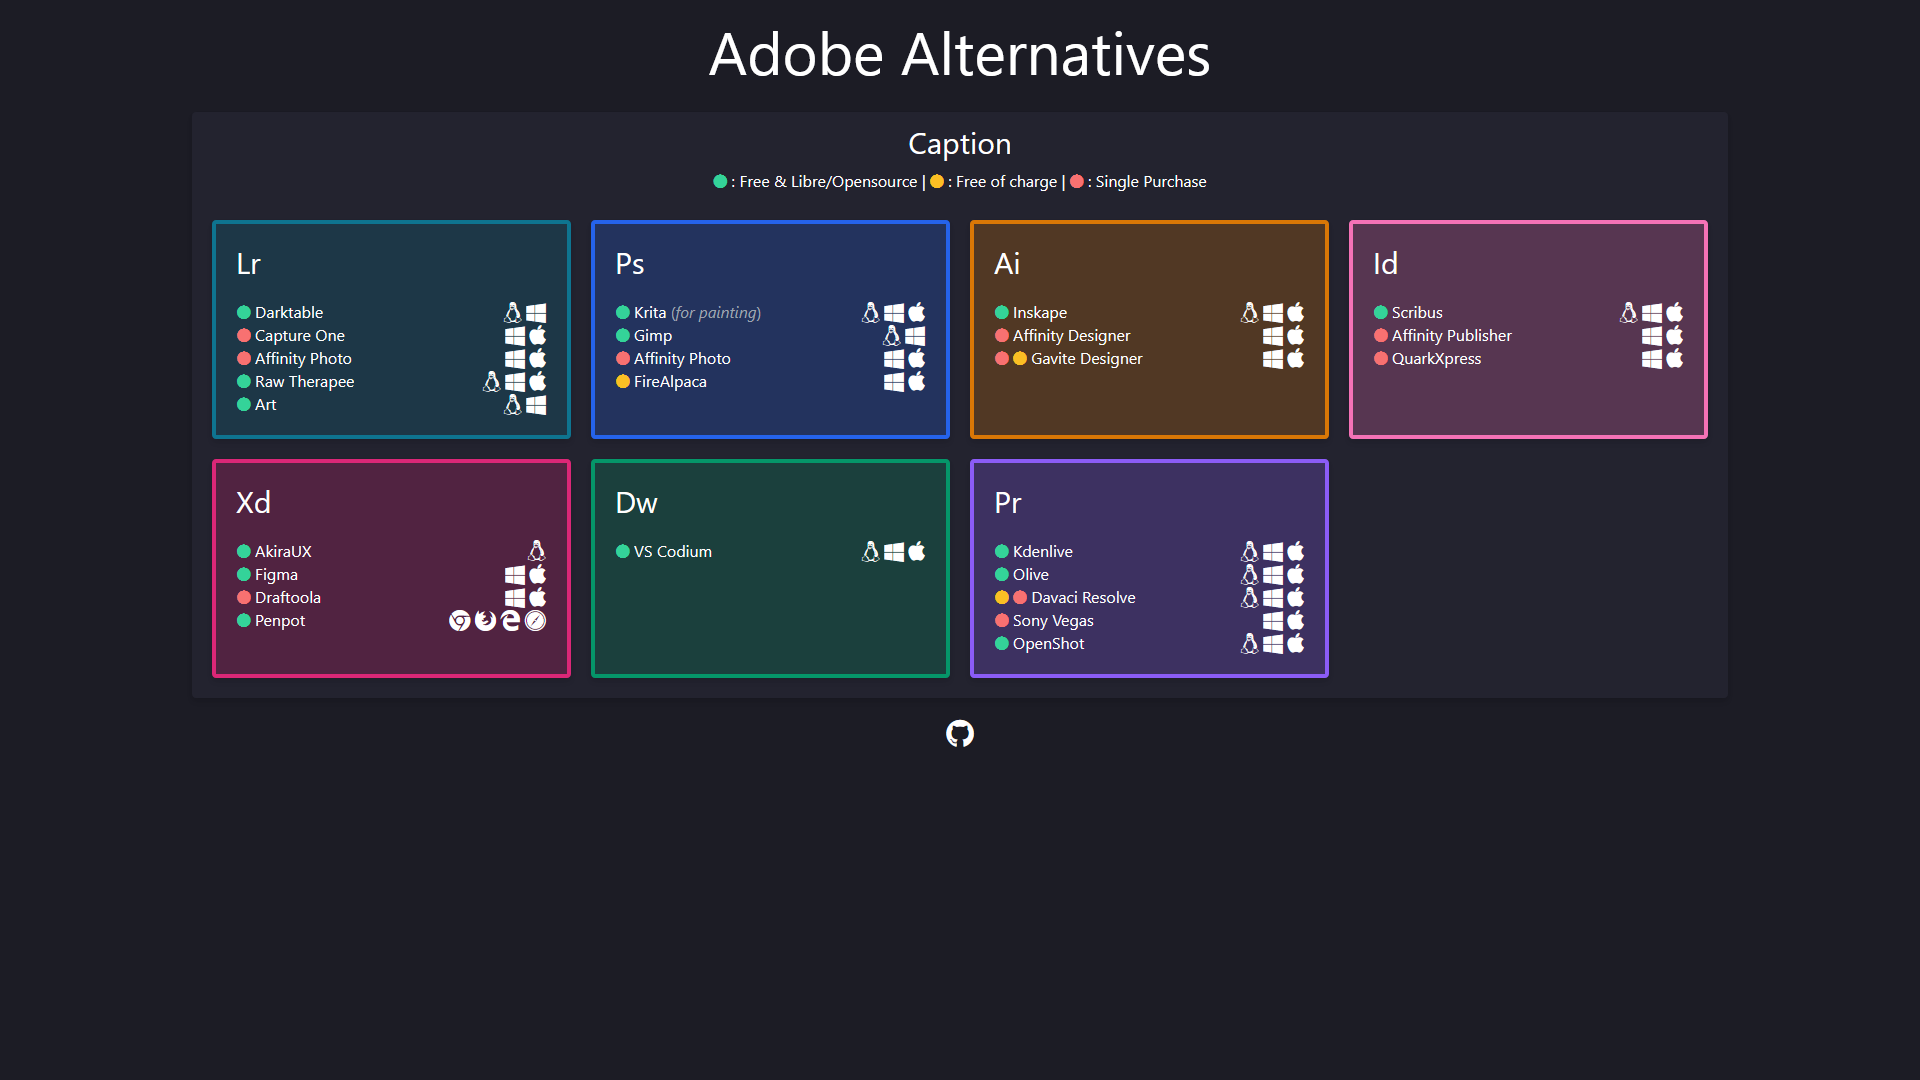 Adobe Alternatives
Caption
: Free & Libre/Opensource | : Free of charge | : Single Purchase
Lr
Darktable
Capture One
Affinity Photo
Raw Therapee
Art
Ps
Krita (for painting)
Gimp
Affinity Photo
FireAlpaca
Ai
Inskape
Affinity Designer
Gavite Designer
Id
Scribus
Affinity Publisher
QuarkXpress
Xd
AkiraUX
Figma
Draftoola
Penpot
Dw
VS Codium
Pr
Kdenlive
Olive
Davaci Resolve
Sony Vegas
OpenShot